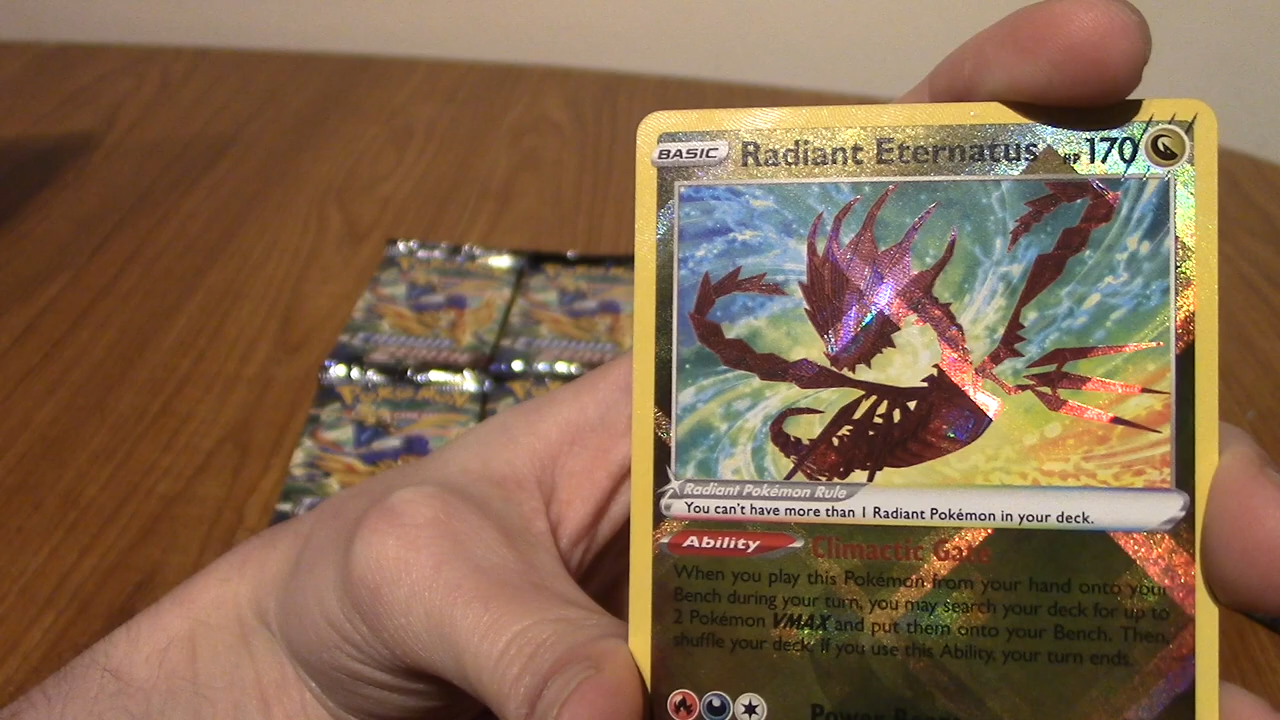 BASIC Radiant Eternatus HP 170
Radiant Pokémon Rule
You can't have more than 1 Radiant Pokémon in your deck.
Ability Climactic Gate
When you play this Pokémon from your hand onto your
Bench during your turn, you may search your deck for up to
2 Pokémon VMAX and put them onto your Bench. Then,
shuffle your deck. If you use this Ability, your turn ends.
Power
POKÉMON